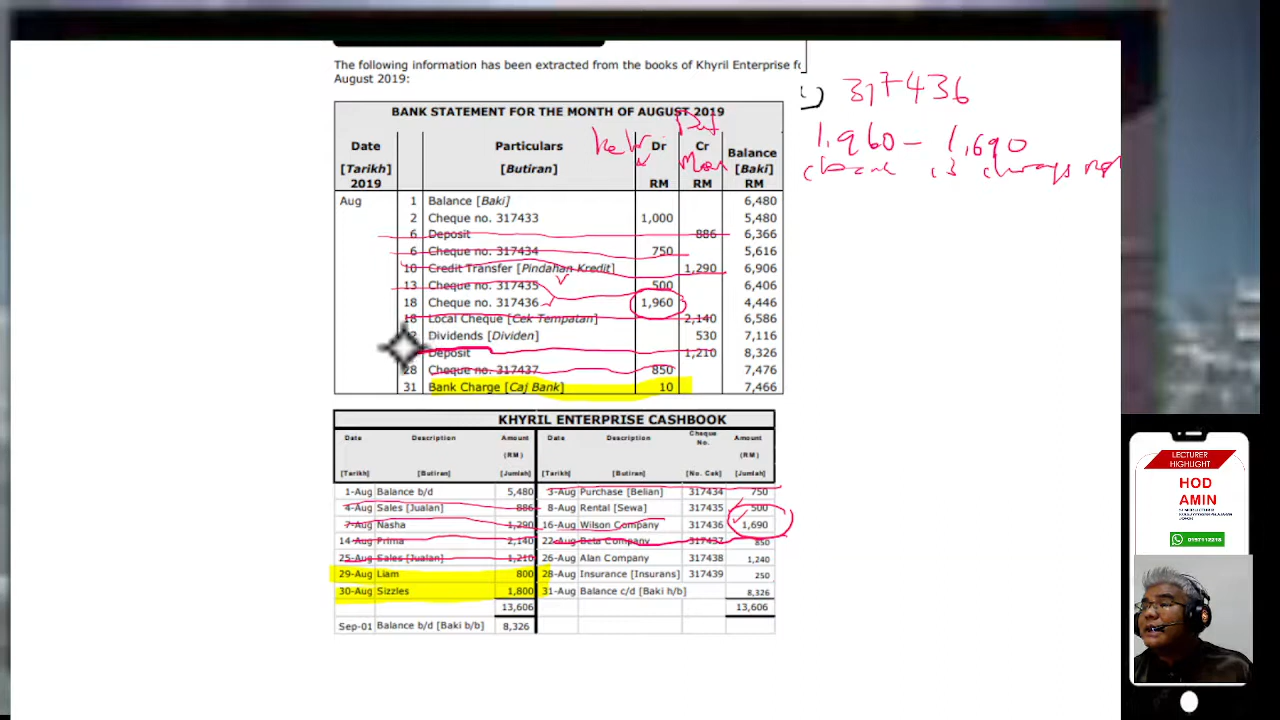 The following information has been extracted from the books of Khyril Enterprise fo
August 2019:
BANK STATEMENT FOR THE MONTH OF AUGUST 2019
Date [Tarikh] 2019 Particulars [Butiran] Dr RM Cr RM Balance [Baki] RM
Aug 1 Balance [Baki] 6,480
2 Cheque no. 317433 1,000 5,480
6 Deposit 886 6,366
6 Cheque no. 317434 750 5,616
10 Credit Transfer [Pindahan Kredit] 1,290 6,906
13 Cheque no. 317435 500 6,406
18 Cheque no. 317436 1,960 4,446
18 Local Cheque [Cek Tempatan] 2,140 6,586
Dividends [Dividen] 530 7,116
Deposit 1,210 8,326
28 Cheque no. 317437 850 7,476
31 Bank Charge [Caj Bank] 10 7,466
KHYRIL ENTERPRISE CASHBOOK
Date [Tarikh] Description [Butiran] Amount (RM) [Jumlah] Date [Tarikh] Description [Butiran] Cheque No. [No. Cek] Amount (RM) [Jumlah]
1-Aug Balance b/d 5,480 3-Aug Purchase [Belian] 317434 750
4-Aug Sales [Jualan] 886 8-Aug Rental [Sewa] 317435 500
7-Aug Nasha 1,290 16-Aug Wilson Company 317436 1,690
14-Aug Prima 2,140 22-Aug Beta Company 317437 850
25-Aug Sales [Jualan] 1,210 26-Aug Alan Company 317438 1,240
29-Aug Liam 800 28-Aug Insurance [Insurans] 317439 250
30-Aug Sizzles 1,800 31-Aug Balance c/d [Baki h/b] 8,326
13,606 13,606
Sep-01 Balance b/d [Baki b/b] 8,326
317436
1,960 - 1,690
is always
LECTURER
HIGHLIGHT
HOD
AMIN
0197112218